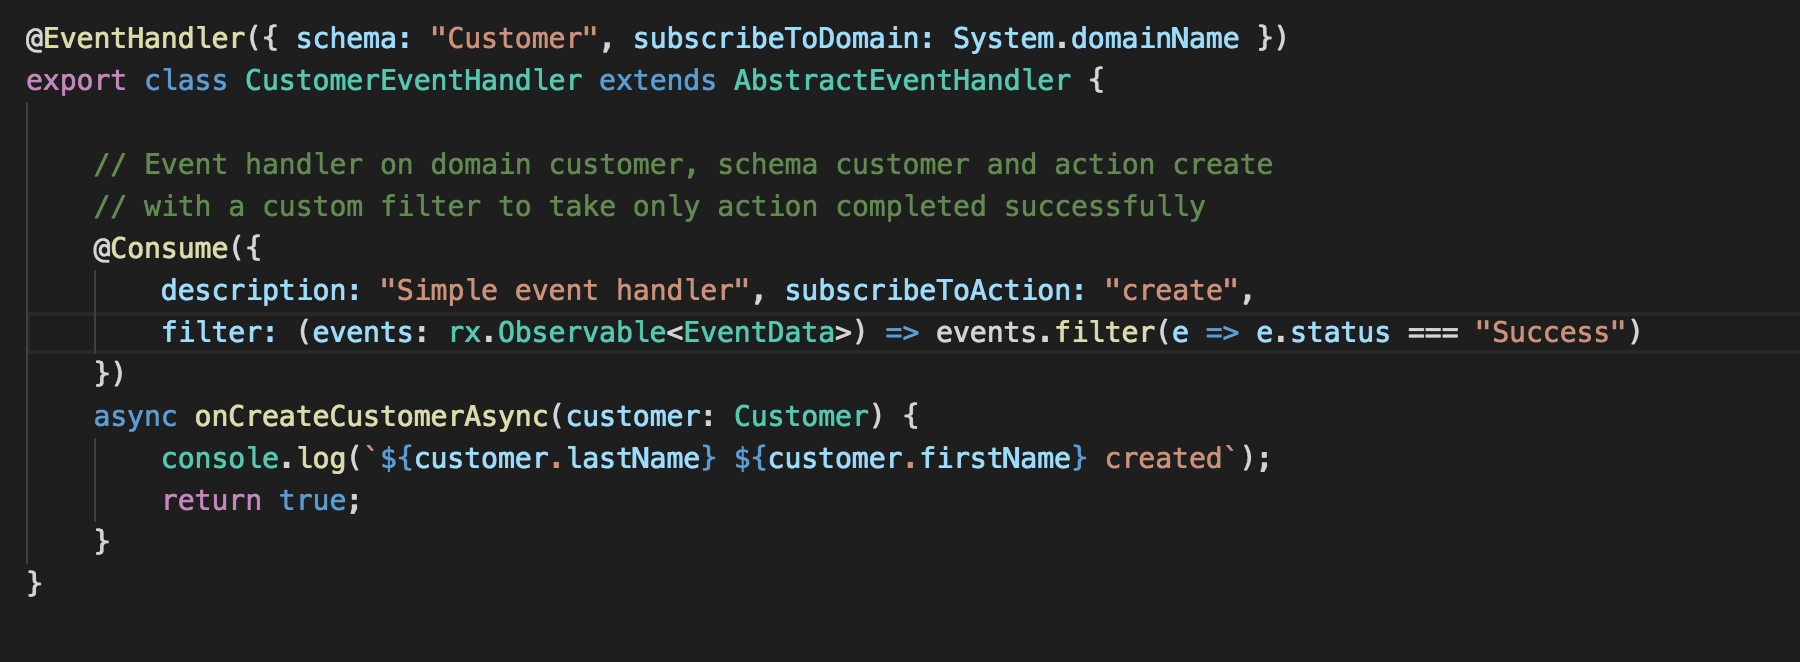 @EventHandler({ schema: "Customer", subscribeToDomain: System.domainName })
export class CustomerEventHandler extends AbstractEventHandler {
// Event handler on domain customer, schema customer and action create
// with a custom filter to take only action completed successfully
@Consume({
description: "Simple event handler", subscribeToAction: "create",
filter: (events: rx.Observable<EventData>) => events.filter(e => e.status === "Success")
})
async onCreateCustomerAsync(customer: Customer) {
console.log(`${customer.lastName} ${customer.firstName} created`);
return true;
}
}